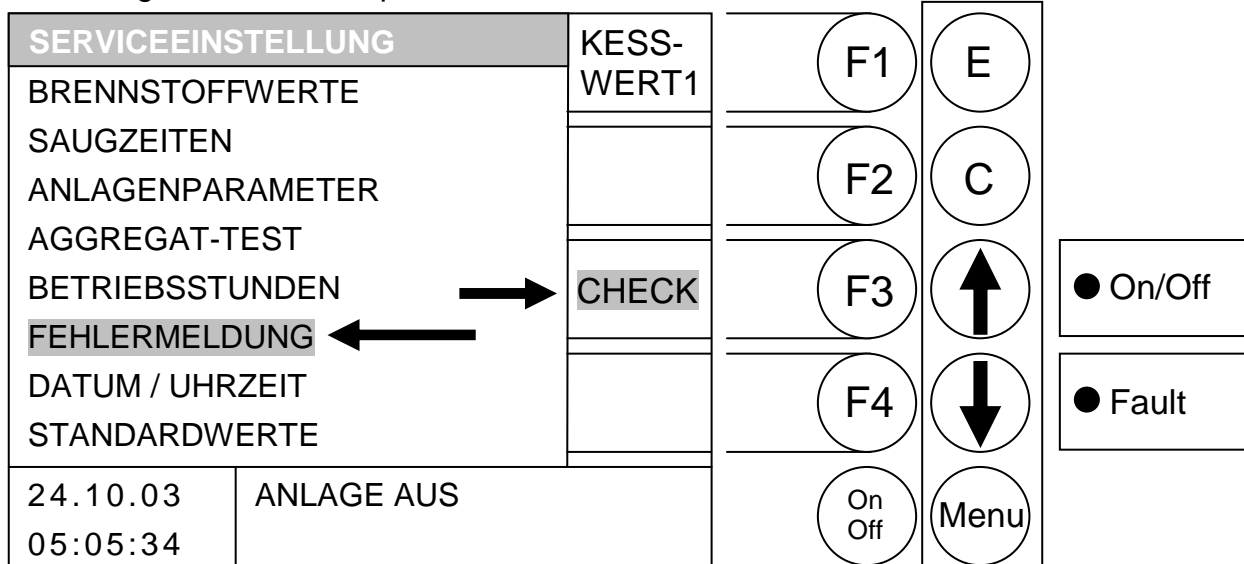 SERVICEEINSTELLUNG
BRENNSTOFFWERTE
SAUGZEITEN
ANLAGENPARAMETER
AGGREGAT-TEST
BETRIEBSSTUNDEN
FEHLERMELDUNG
DATUM / UHRZEIT
STANDARDWERTE
24.10.03
05:05:34
ANLAGE AUS
KESS-
WERT1
CHECK
F1
F2
F3
F4
On
Off
E
C
Menu
On/Off
Fault